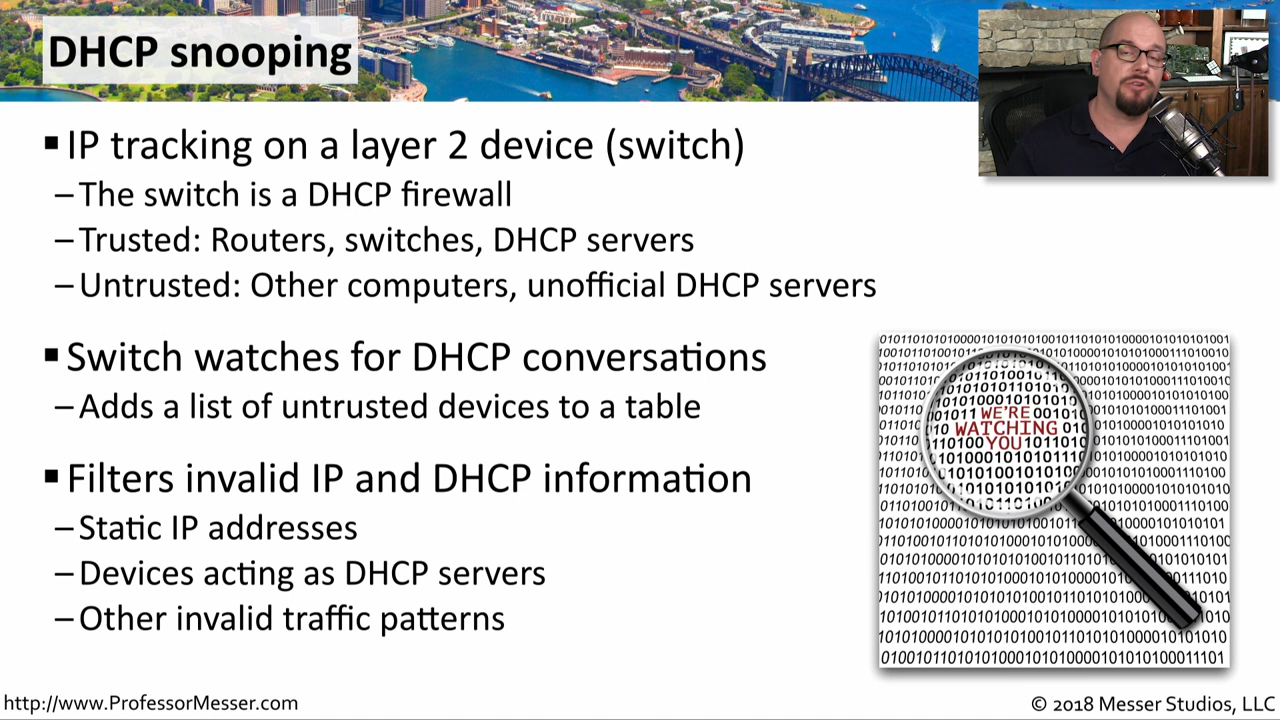 DHCP snooping
▪ IP tracking on a layer 2 device (switch)
– The switch is a DHCP firewall
– Trusted: Routers, switches, DHCP servers
– Untrusted: Other computers, unofficial DHCP servers
▪ Switch watches for DHCP conversations
– Adds a list of untrusted devices to a table
▪ Filters invalid IP and DHCP information
– Static IP addresses
– Devices acting as DHCP servers
– Other invalid traffic patterns
WE'RE
WATCHING
YOU
http://www.ProfessorMesser.com
© 2018 Messer Studios, LLC